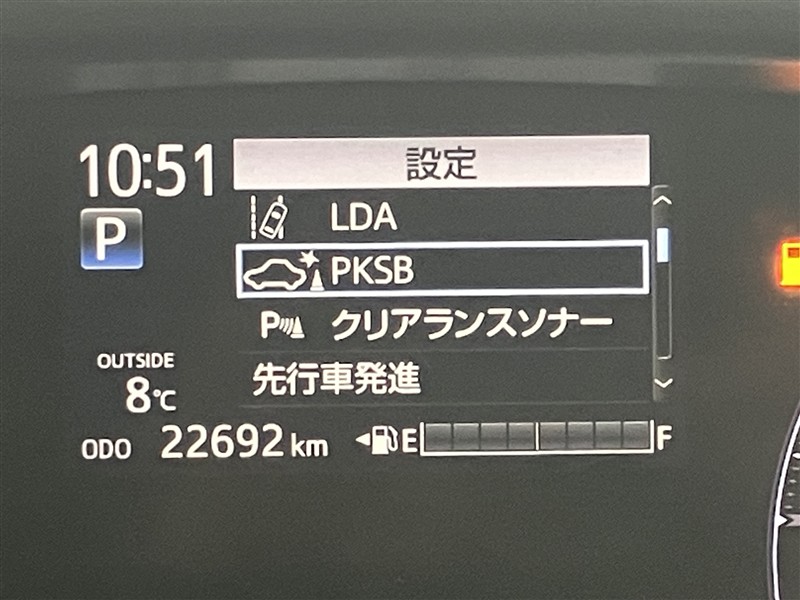 10:51
設定
P
LDA
PKSB
P クリアランスソナー
先行車発進
OUTSIDE
8℃
ODO 22692 km
E F